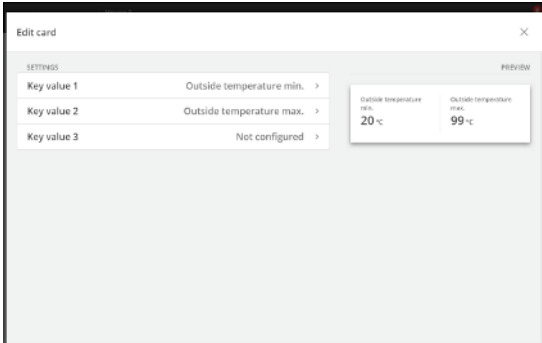 Edit card
SETTINGS
PREVIEW
Key value 1 Outside temperature min.
Key value 2 Outside temperature max.
Key value 3 Not configured
Outside temperature
min.
20 °C
Outside temperature
max.
99 °C